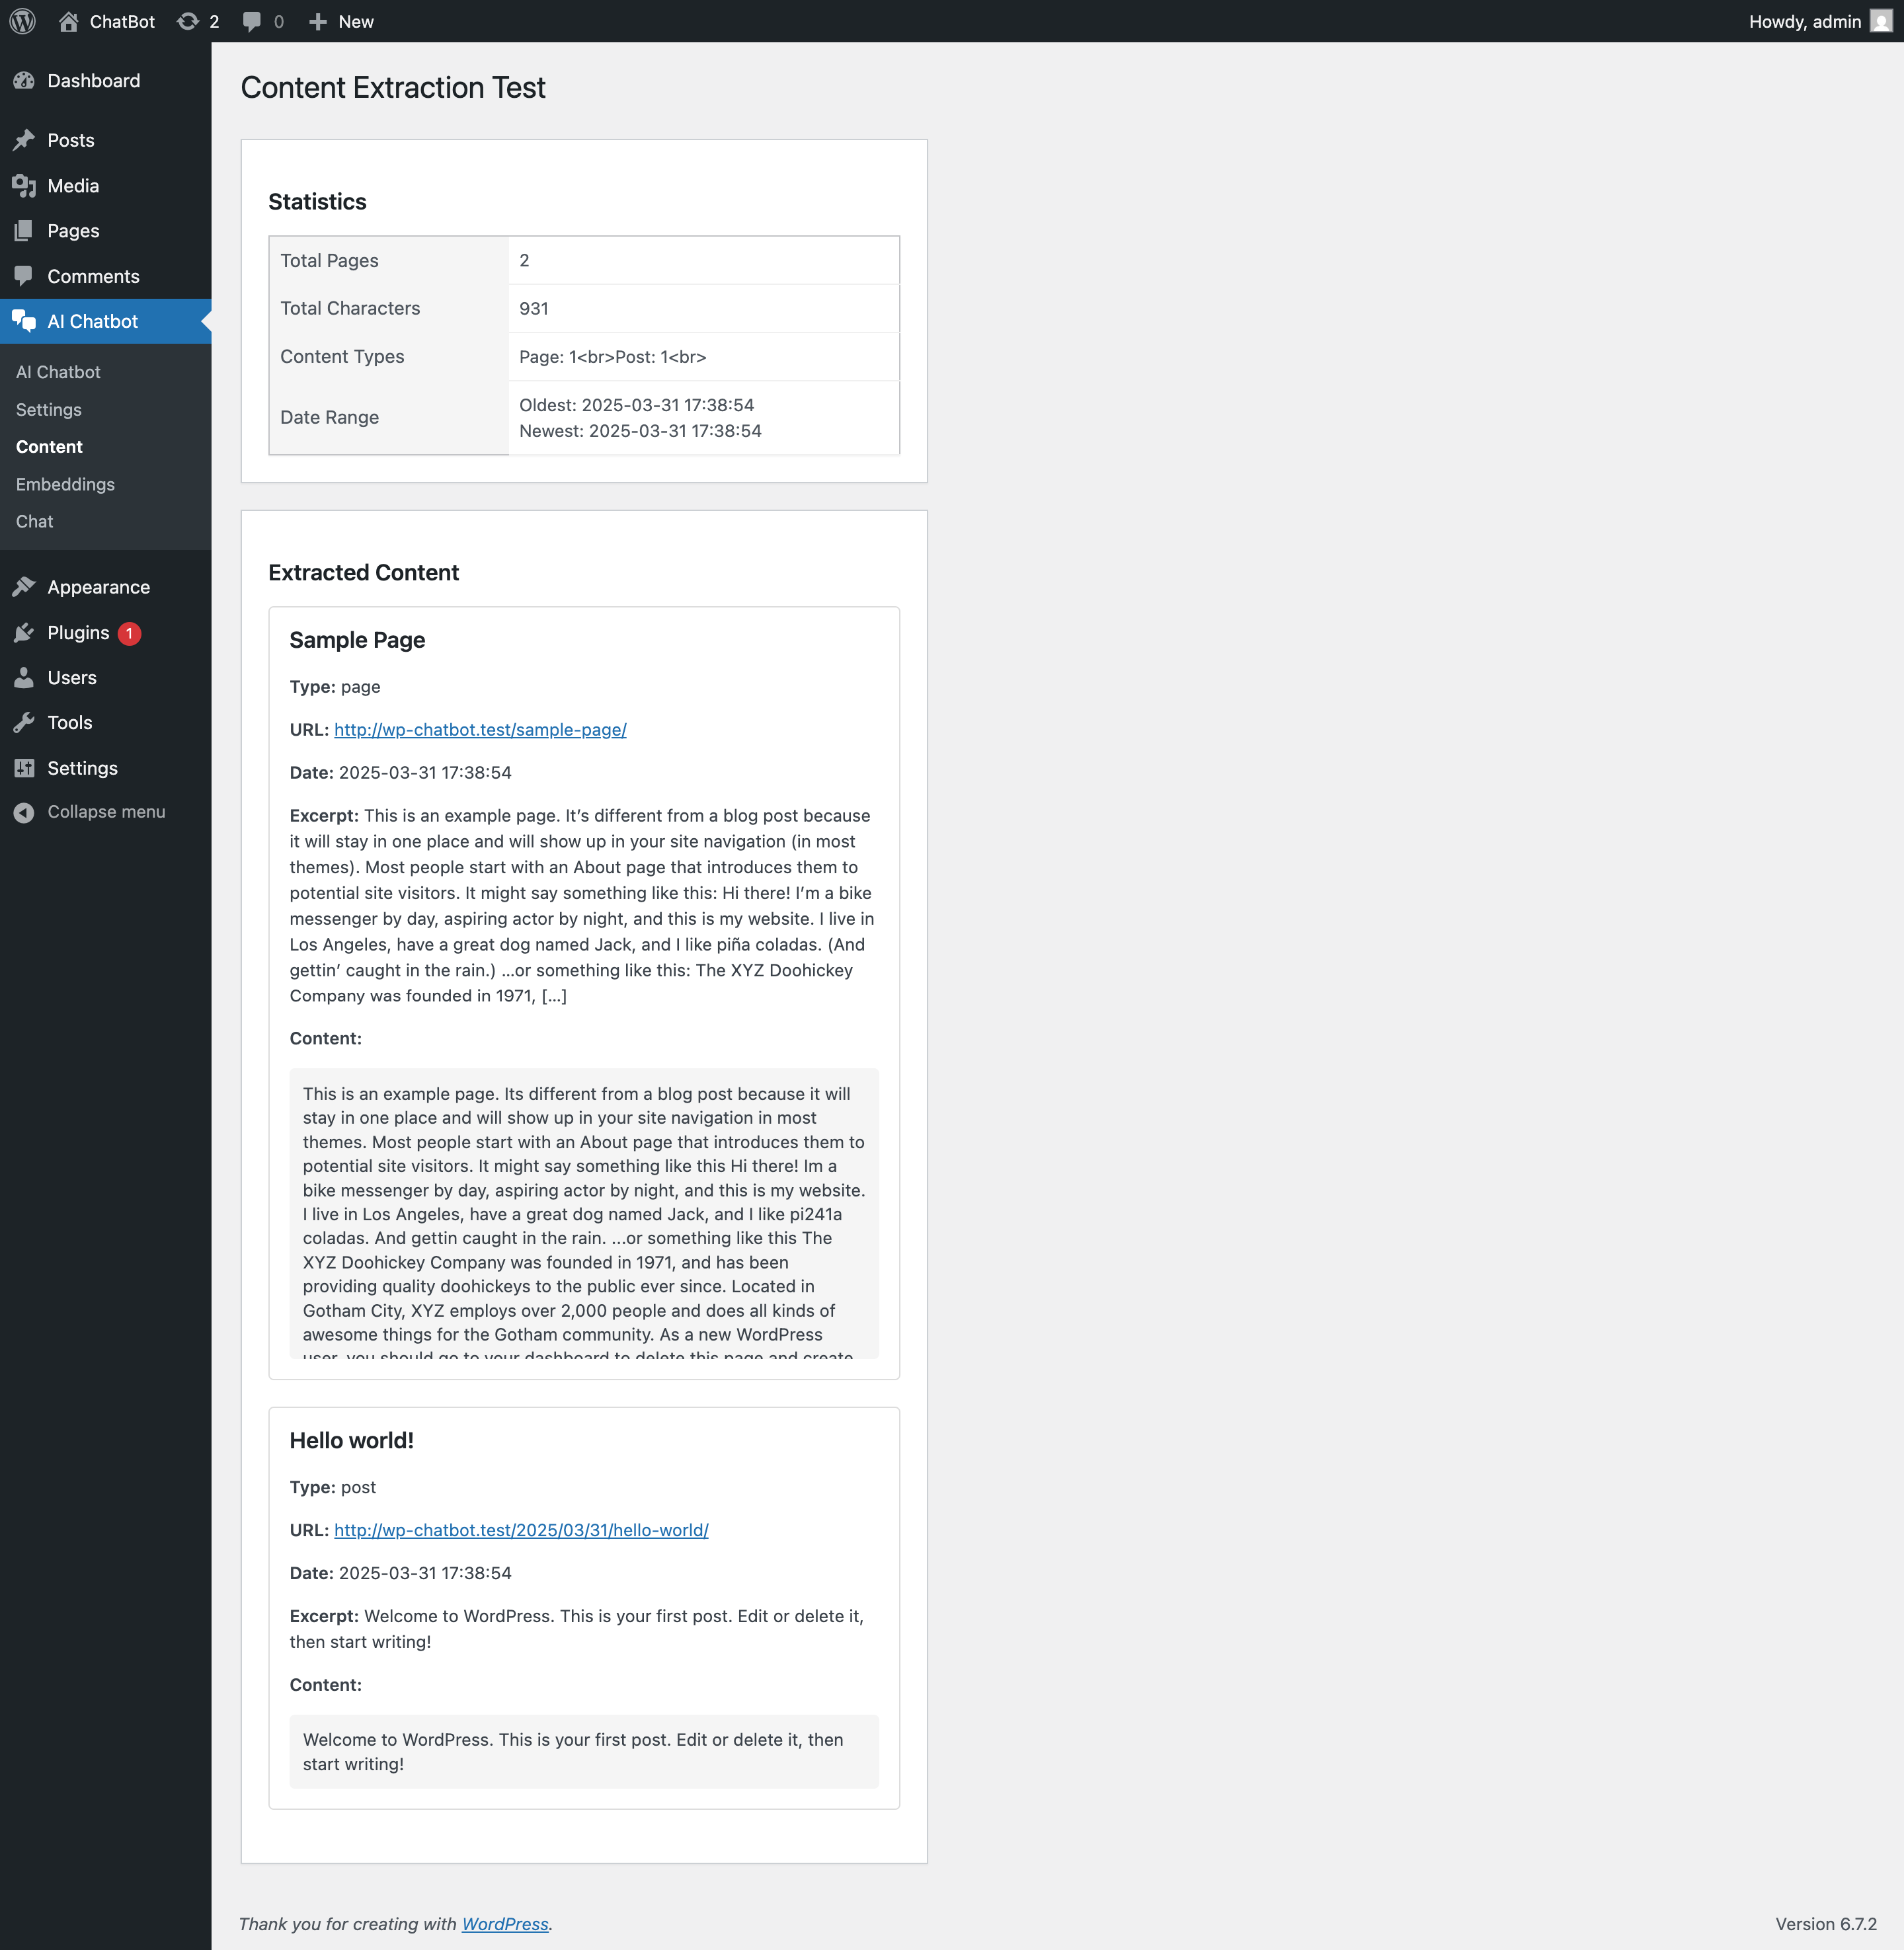 ChatBot
2
0
New
Howdy, admin
Dashboard
Posts
Media
Pages
Comments
AI Chatbot
AI Chatbot
Settings
Content
Embeddings
Chat
Appearance
Plugins 1
Users
Tools
Settings
Collapse menu
Content Extraction Test
Statistics
Total Pages 2
Total Characters 931
Content Types Page: 1<br>Post: 1<br>
Date Range Oldest: 2025-03-31 17:38:54
Newest: 2025-03-31 17:38:54
Extracted Content
Sample Page
Type: page
URL: http://wp-chatbot.test/sample-page/
Date: 2025-03-31 17:38:54
Excerpt: This is an example page. It’s different from a blog post because
it will stay in one place and will show up in your site navigation (in most
themes). Most people start with an About page that introduces them to
potential site visitors. It might say something like this: Hi there! I’m a bike
messenger by day, aspiring actor by night, and this is my website. I live in
Los Angeles, have a great dog named Jack, and I like piña coladas. (And
gettin’ caught in the rain.) …or something like this: The XYZ Doohickey
Company was founded in 1971, […]
Content:
This is an example page. Its different from a blog post because it will
stay in one place and will show up in your site navigation in most
themes. Most people start with an About page that introduces them to
potential site visitors. It might say something like this Hi there! Im a
bike messenger by day, aspiring actor by night, and this is my website.
I live in Los Angeles, have a great dog named Jack, and I like pi241a
coladas. And gettin caught in the rain. ...or something like this The
XYZ Doohickey Company was founded in 1971, and has been
providing quality doohickeys to the public ever since. Located in
Gotham City, XYZ employs over 2,000 people and does all kinds of
awesome things for the Gotham community. As a new WordPress
user, you should go to your dashboard to delete this page and create
Hello world!
Type: post
URL: http://wp-chatbot.test/2025/03/31/hello-world/
Date: 2025-03-31 17:38:54
Excerpt: Welcome to WordPress. This is your first post. Edit or delete it,
then start writing!
Content:
Welcome to WordPress. This is your first post. Edit or delete it, then
start writing!
Thank you for creating with WordPress.
Version 6.7.2